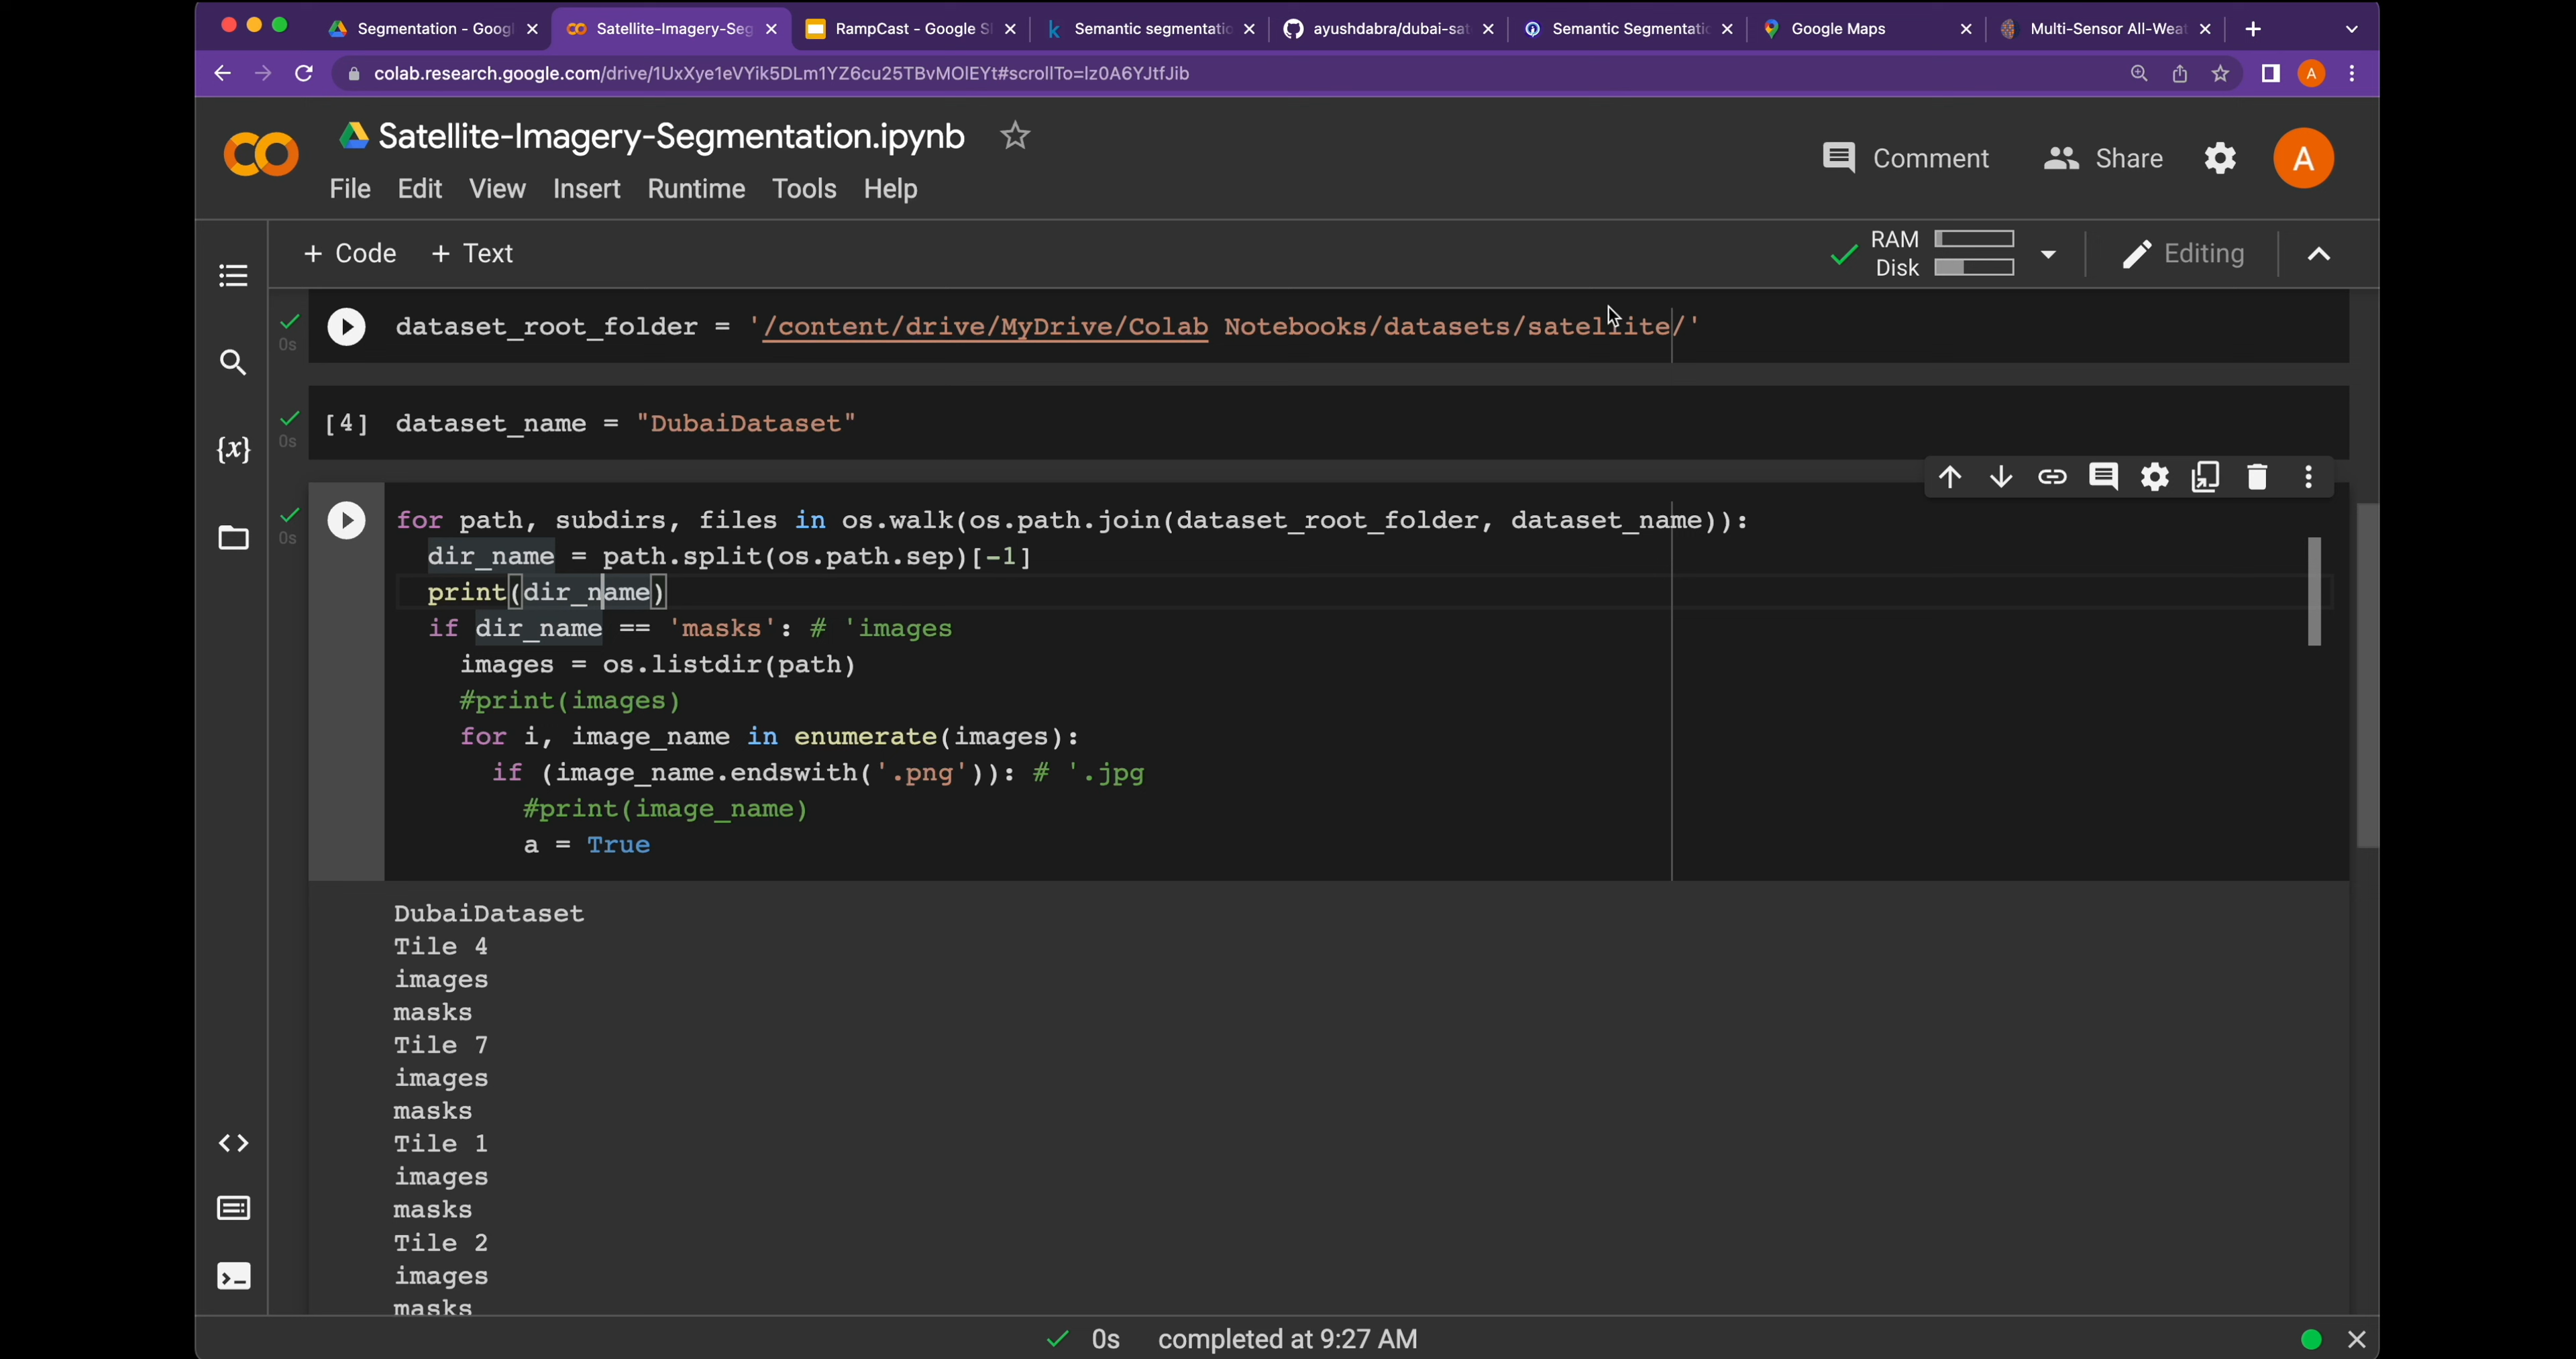 Segmentation - Googl
Satellite-Imagery-Seg
RampCast - Google Sl
Semantic segmentatio
ayushdabra/dubai-sat
Semantic Segmentatio
Google Maps
Multi-Sensor All-Weat
colab.research.google.com/drive/1UxXye1eVYik5DLm1YZ6cu25TBvMOlEYt#scrollTo=lz0A6YJtfJib
A
Satellite-Imagery-Segmentation.ipynb
Comment
Share
A
File Edit View Insert Runtime Tools Help
+ Code + Text
RAM
Disk
Editing
0s
dataset_root_folder = '/content/drive/MyDrive/Colab Notebooks/datasets/satellite/'
0s
[4] dataset_name = "DubaiDataset"
0s
for path, subdirs, files in os.walk(os.path.join(dataset_root_folder, dataset_name)):
dir_name = path.split(os.path.sep)[-1]
print(dir_name)
if dir_name == 'masks': # 'images
images = os.listdir(path)
#print(images)
for i, image_name in enumerate(images):
if (image_name.endswith('.png')): # '.jpg
#print(image_name)
a = True
DubaiDataset
Tile 4
images
masks
Tile 7
images
masks
Tile 1
images
masks
Tile 2
images
masks
0s completed at 9:27 AM